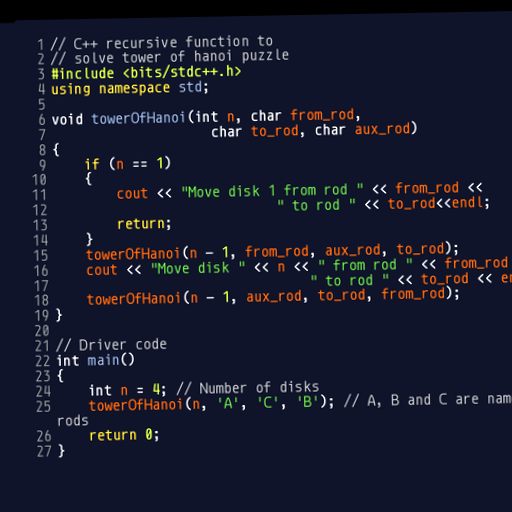 1 // C++ recursive function to
2 // solve tower of hanoi puzzle
3 #include <bits/stdc++.h>
4 using namespace std;
5
6 void towerOfHanoi(int n, char from_rod,
7                     char to_rod, char aux_rod)
8 {
9     if (n == 1)
10     {
11         cout << "Move disk 1 from rod " << from_rod <<
12                             " to rod " << to_rod<<endl;
13         return;
14     }
15     towerOfHanoi(n - 1, from_rod, aux_rod, to_rod);
16     cout << "Move disk " << n << " from rod " << from_rod
17                                 " to rod " << to_rod <<
18     towerOfHanoi(n - 1, aux_rod, to_rod, from_rod);
19 }
20
21 // Driver code
22 int main()
23 {
24     int n = 4; // Number of disks
25     towerOfHanoi(n, 'A', 'C', 'B'); // A, B and C are
rods
26     return 0;
27 }